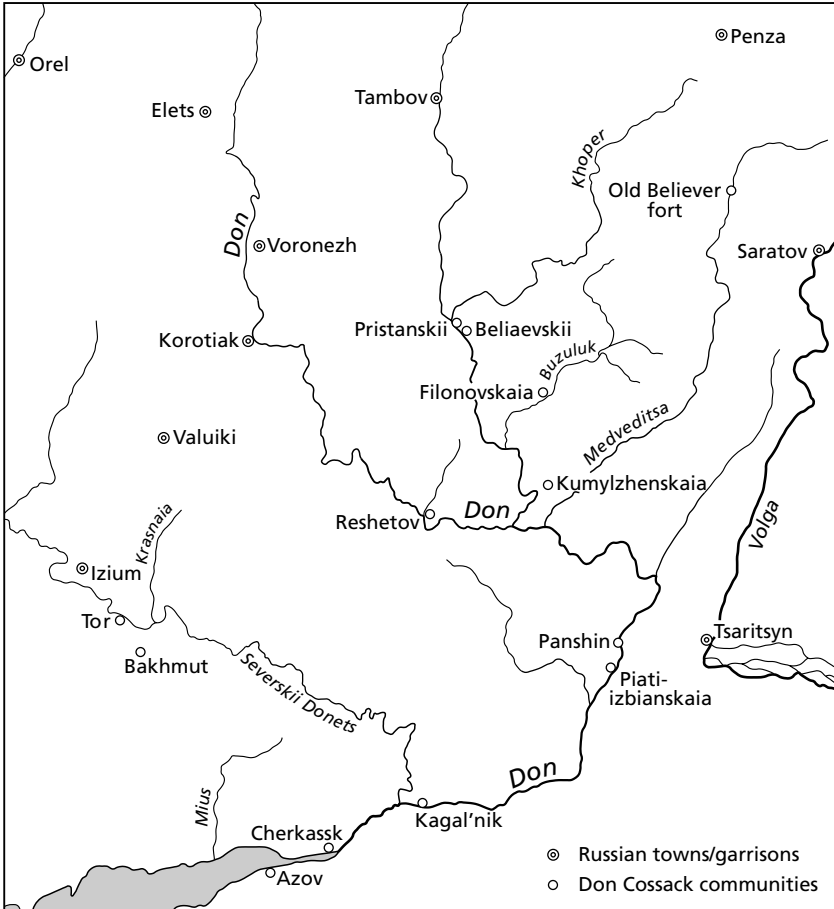 Penza
Orel
Elets
Tambov
Khoper
Old Believer
fort
Don
Voronezh
Saratov
Pristanskii
Beliaevskii
Korotiak
Buzuluk
Filonovskaia
Medveditsa
Valuiki
Kumylzhenskaia
Reshetov
Don
Volga
Krasnaia
Izium
Tor
Bakhmut
Panshin
Tsaritsyn
Piati-
izbianskaia
Severskii Donets
Don
Mius
Kagal'nik
Cherkassk
Azov
Russian towns/garrisons
Don Cossack communities